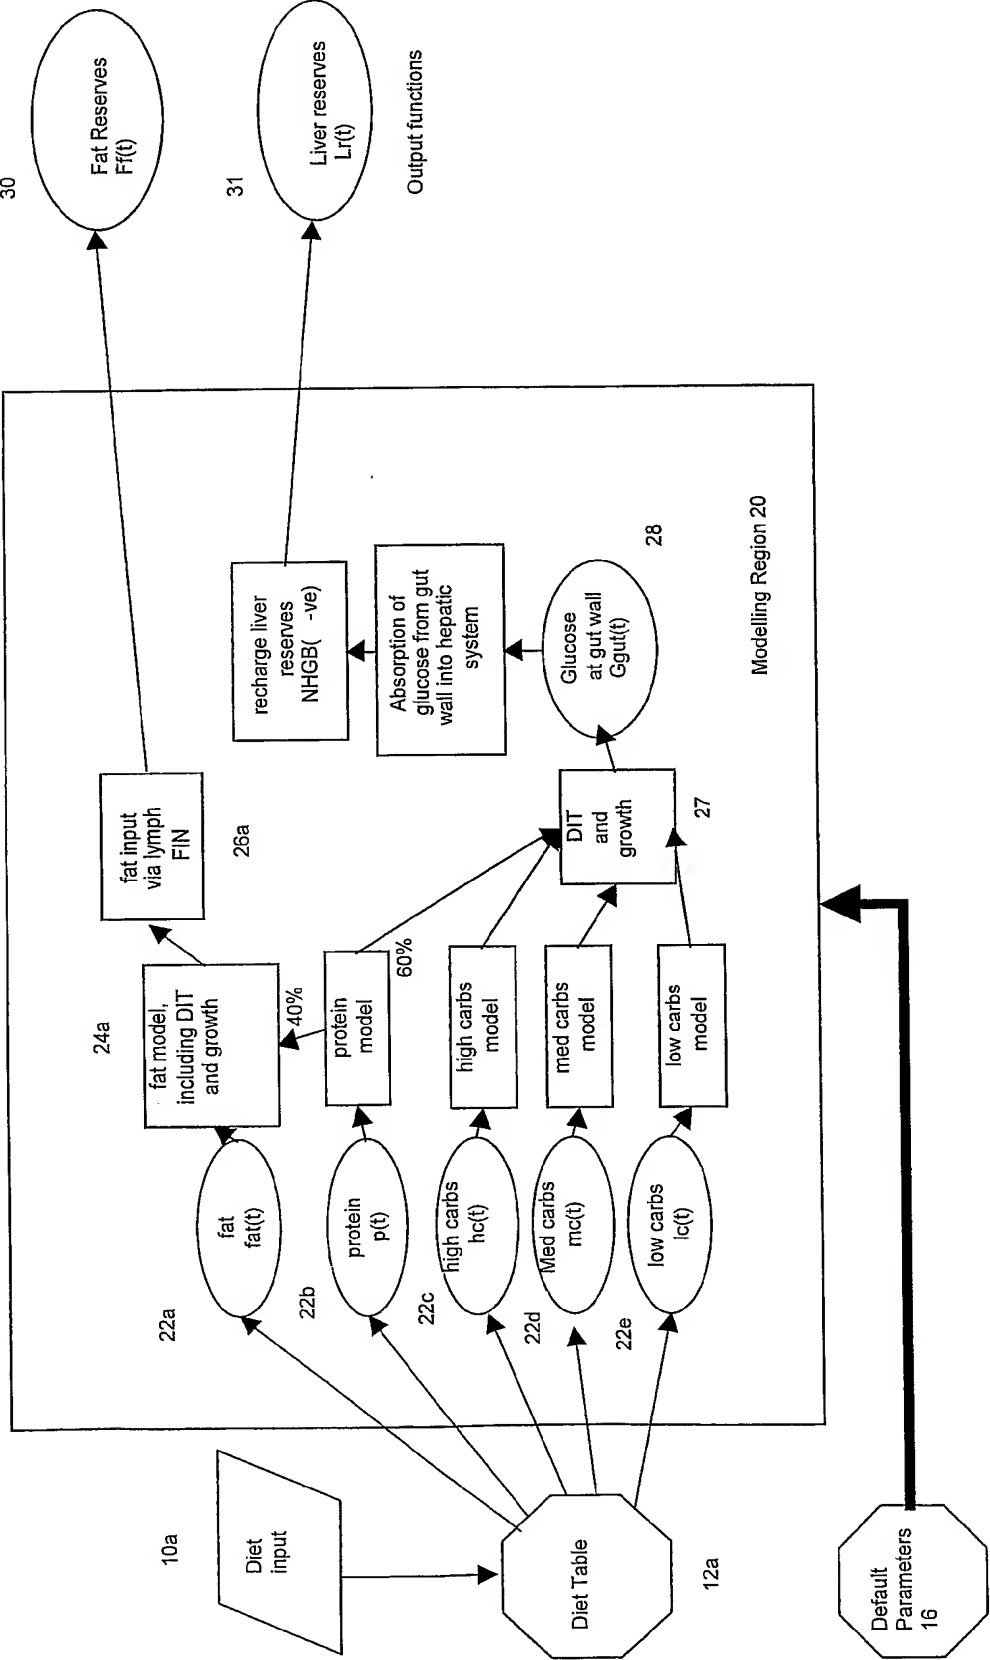 10a
Diet
input
Diet Table
12a
Default
Parameters
16
22a
fat
fat(t)
22b
protein
p(t)
22c
high carbs
hc(t)
22d
Med carbs
mc(t)
22e
low carbs
lc(t)
24a
fat model,
including DIT
and growth
40%
protein
model
60%
high carbs
model
med carbs
model
low carbs
model
fat input
via lymph
FIN
26a
DIT
and
growth
27
recharge liver
reserves
NHGB( -ve)
Absorption of
glucose from gut
wall into hepatic
system
Glucose
at gut wall
Ggut(t)
28
Modelling Region 20
30
Fat Reserves
Ff(t)
31
Liver reserves
Lr(t)
Output functions